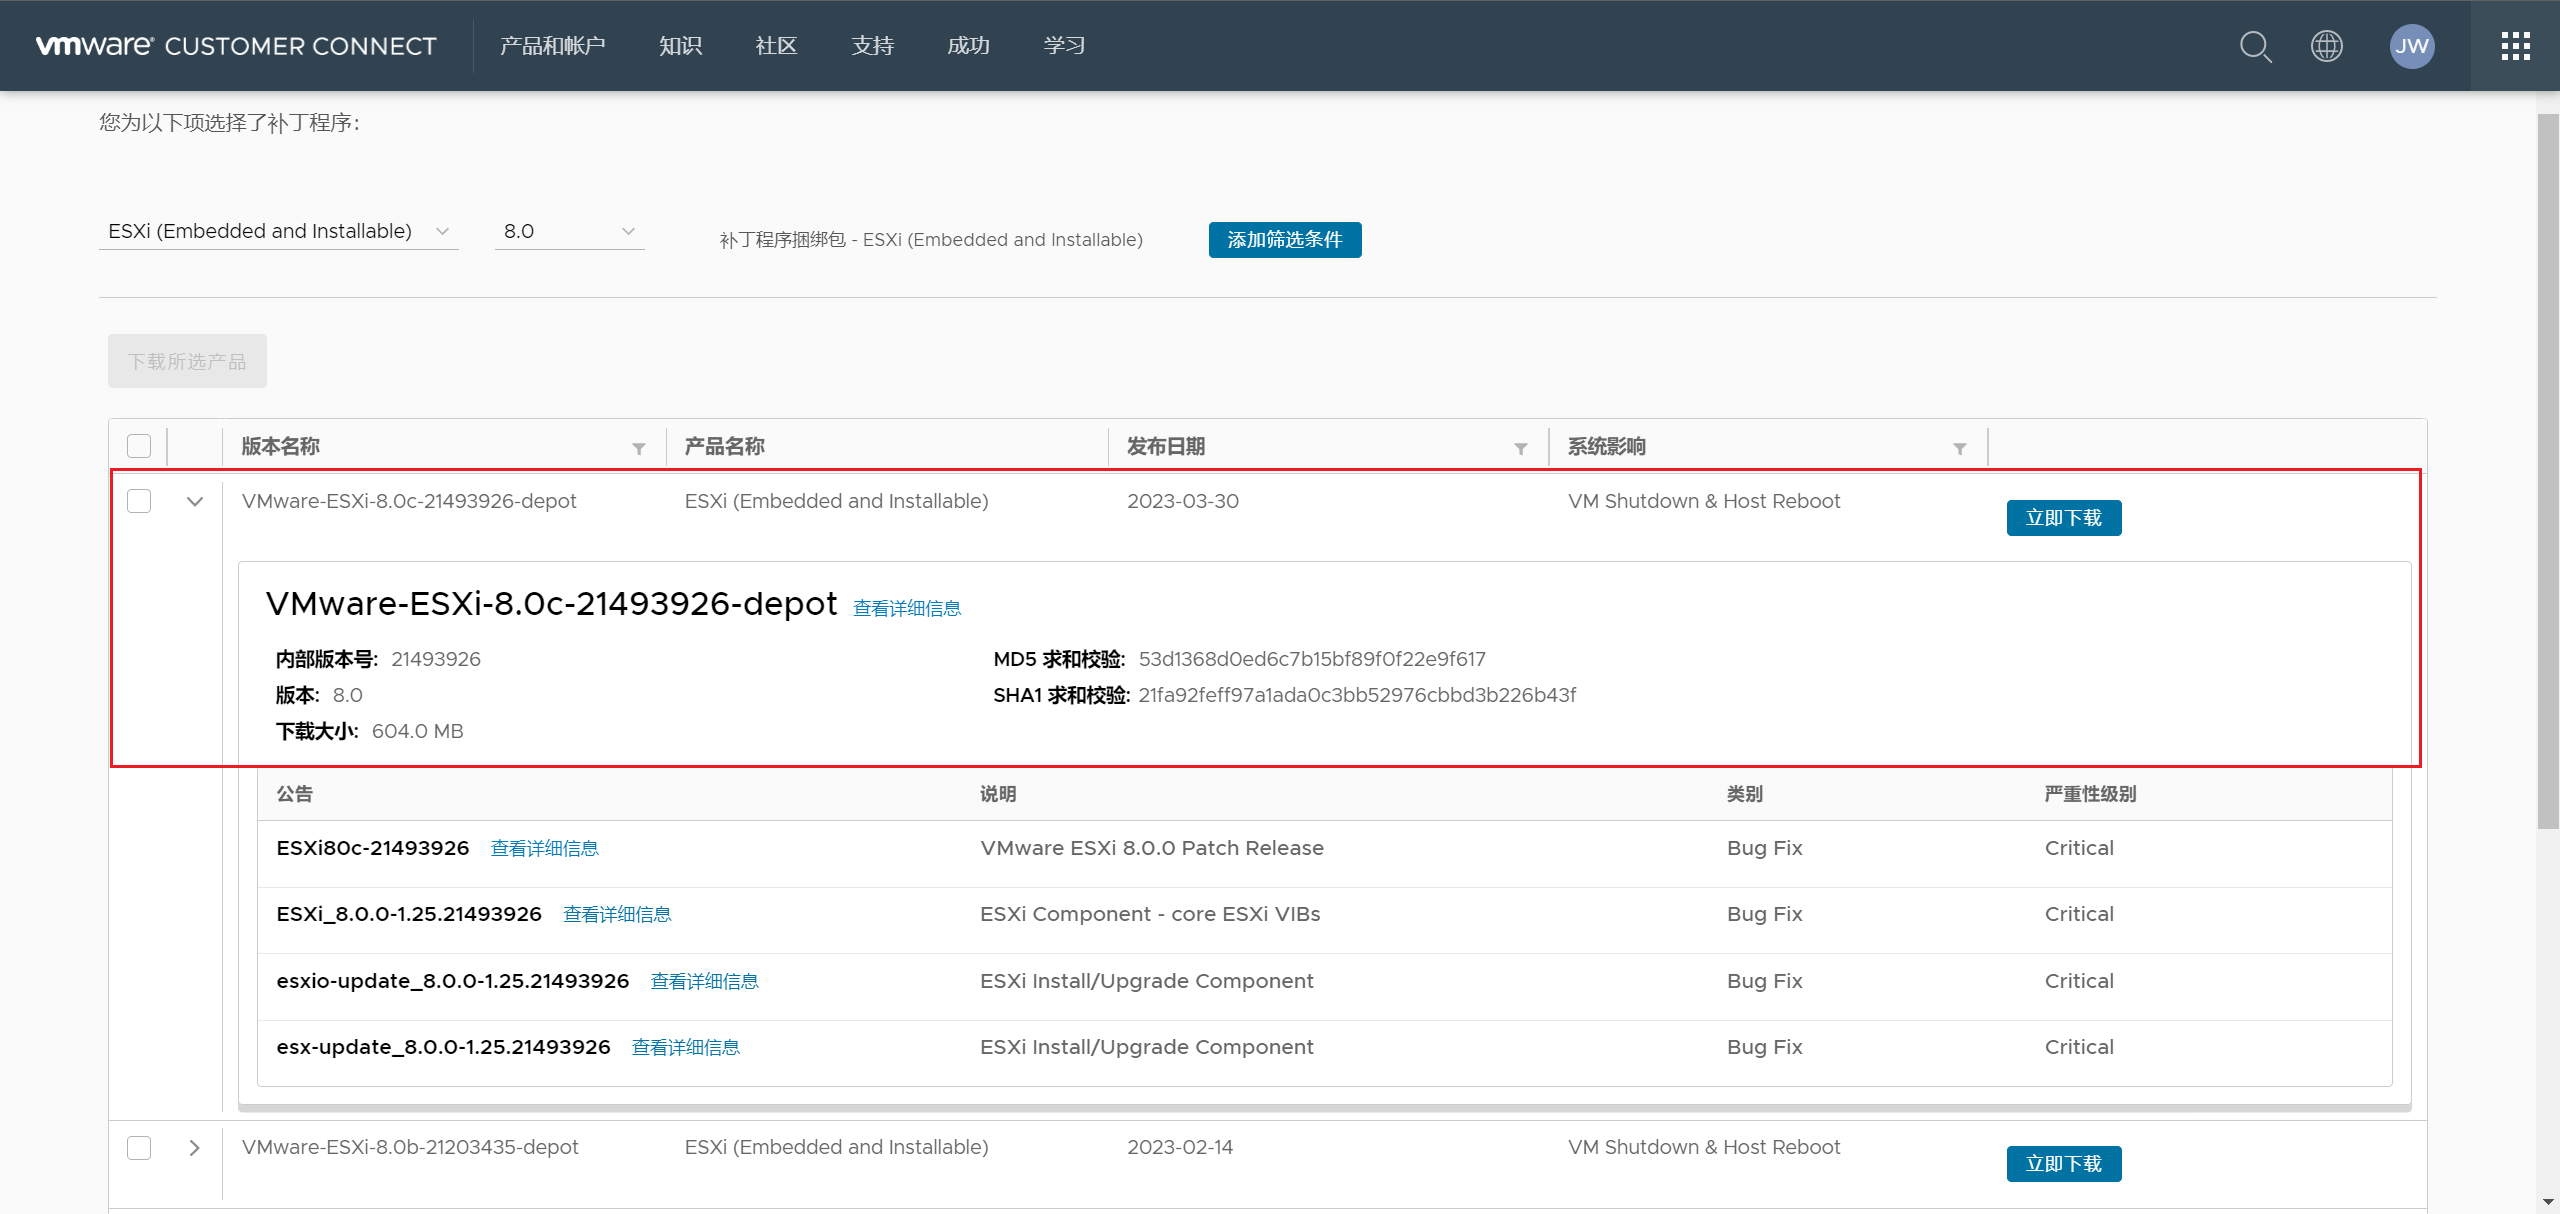 vmware® CUSTOMER CONNECT 产品和帐户 知识 社区 支持 成功 学习 JW
您为以下项选择了补丁程序：
ESXi (Embedded and Installable) 8.0 补丁程序捆绑包 - ESXi (Embedded and Installable) 添加筛选条件
下载所选产品
版本名称 产品名称 发布日期 系统影响
VMware-ESXi-8.0c-21493926-depot ESXi (Embedded and Installable) 2023-03-30 VM Shutdown & Host Reboot 立即下载
VMware-ESXi-8.0c-21493926-depot 查看详细信息
内部版本号: 21493926 MD5 求和校验: 53d1368d0ed6c7b15bf89f0f22e9f617
版本: 8.0 SHA1 求和校验: 21fa92feff97a1ada0c3bb52976cbbd3b226b43f
下载大小: 604.0 MB
公告 说明 类别 严重性级别
ESXi80c-21493926 查看详细信息 VMware ESXi 8.0.0 Patch Release Bug Fix Critical
ESXi_8.0.0-1.25.21493926 查看详细信息 ESXi Component - core ESXi VIBs Bug Fix Critical
esxio-update_8.0.0-1.25.21493926 查看详细信息 ESXi Install/Upgrade Component Bug Fix Critical
esx-update_8.0.0-1.25.21493926 查看详细信息 ESXi Install/Upgrade Component Bug Fix Critical
VMware-ESXi-8.0b-21203435-depot ESXi (Embedded and Installable) 2023-02-14 VM Shutdown & Host Reboot 立即下载